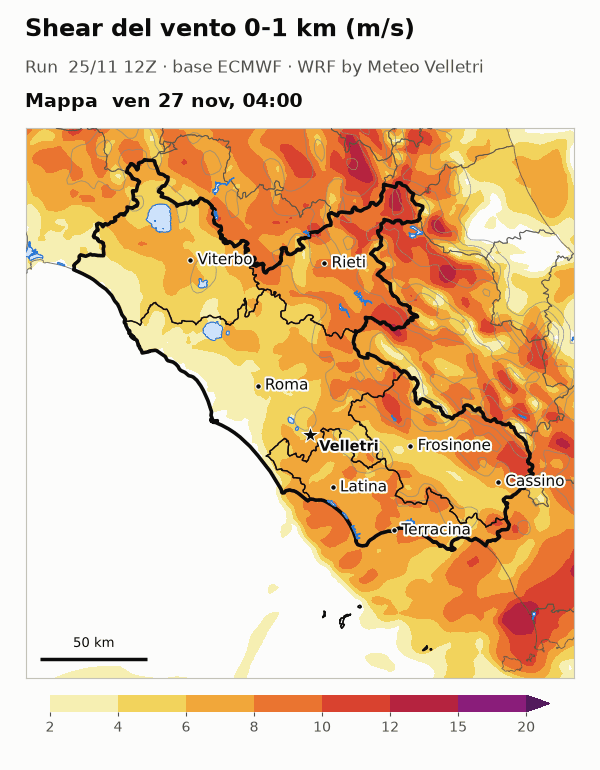 Shear del vento 0-1 km (m/s)
Run  25/11 12Z · base ECMWF · WRF by Meteo Velletri
Mappa  ven 27 nov, 04:00
Viterbo
Rieti
Roma
Velletri
Frosinone
Cassino
Latina
Terracina
50 km
2 4 6 8 10 12 15 20